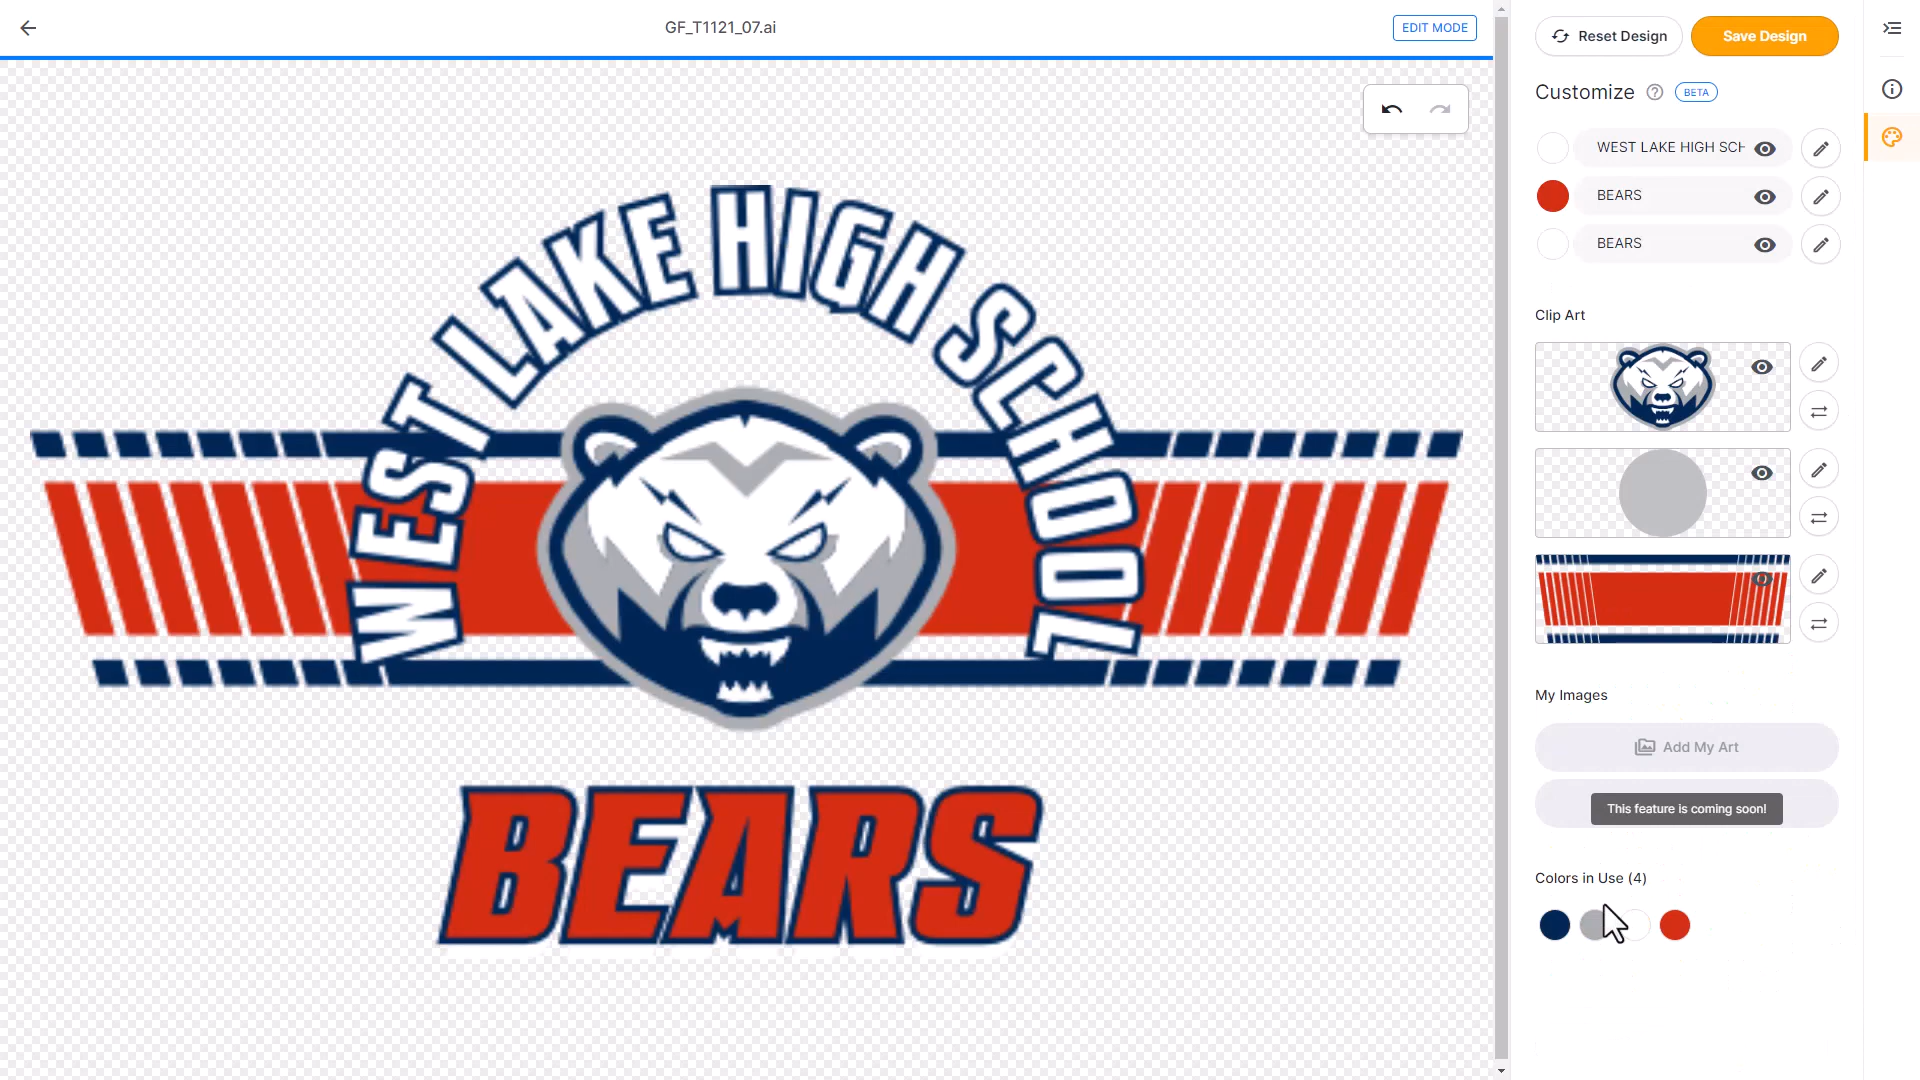 GF_T1121_07.ai
EDIT MODE
Reset Design
Save Design
Customize
BETA
WEST LAKE HIGH SCH
BEARS
BEARS
Clip Art
My Images
Add My Art
This feature is coming soon!
Colors in Use (4)
WEST LAKE HIGH SCHOOL
BEARS